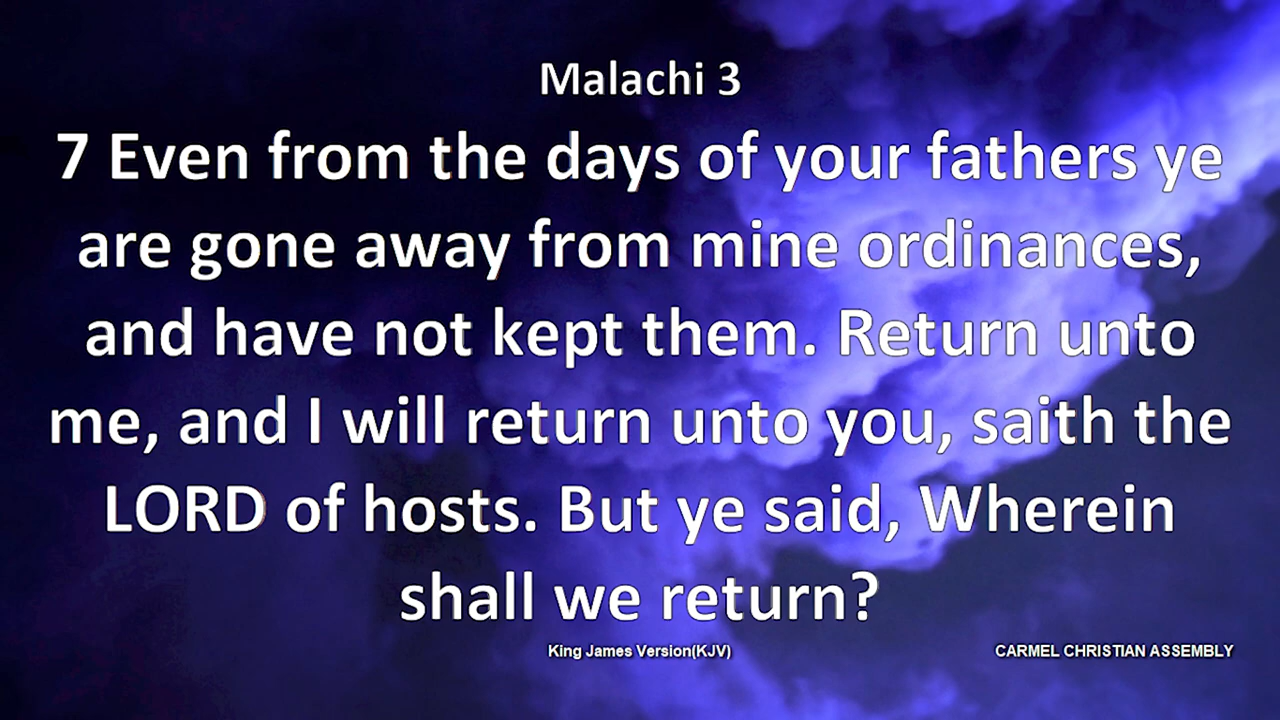 Malachi 3
7 Even from the days of your fathers ye
are gone away from mine ordinances,
and have not kept them. Return unto
me, and I will return unto you, saith the
LORD of hosts. But ye said, Wherein
shall we return?
King James Version(KJV)
CARMEL CHRISTIAN ASSEMBLY